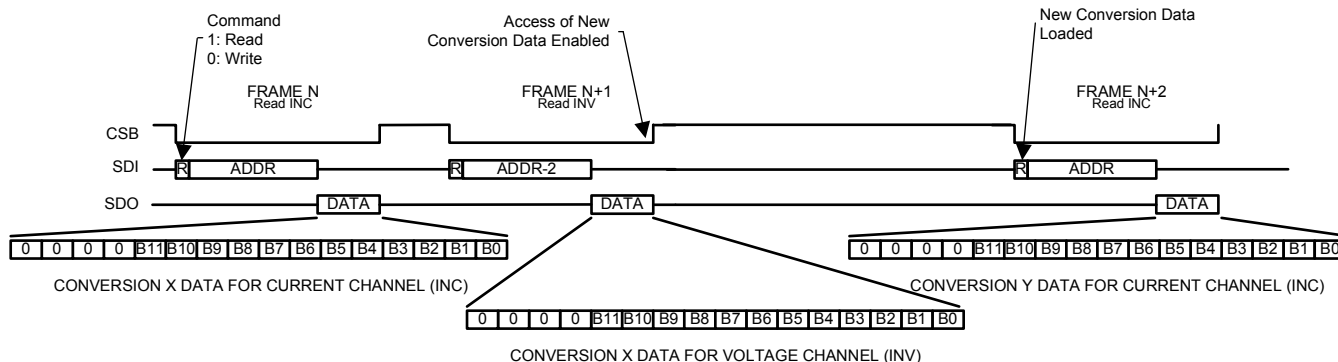 Command
1: Read
0: Write
Access of New
Conversion Data Enabled
New Conversion Data
Loaded
FRAME N
Read INC
FRAME N+1
Read INV
FRAME N+2
Read INC
CSB
SDI
R ADDR
R ADDR-2
R ADDR
SDO
DATA
DATA
DATA
0 0 0 0 B11 B10 B9 B8 B7 B6 B5 B4 B3 B2 B1 B0
0 0 0 0 B11 B10 B9 B8 B7 B6 B5 B4 B3 B2 B1 B0
CONVERSION X DATA FOR CURRENT CHANNEL (INC)
CONVERSION Y DATA FOR CURRENT CHANNEL (INC)
0 0 0 0 B11 B10 B9 B8 B7 B6 B5 B4 B3 B2 B1 B0
CONVERSION X DATA FOR VOLTAGE CHANNEL (INV)